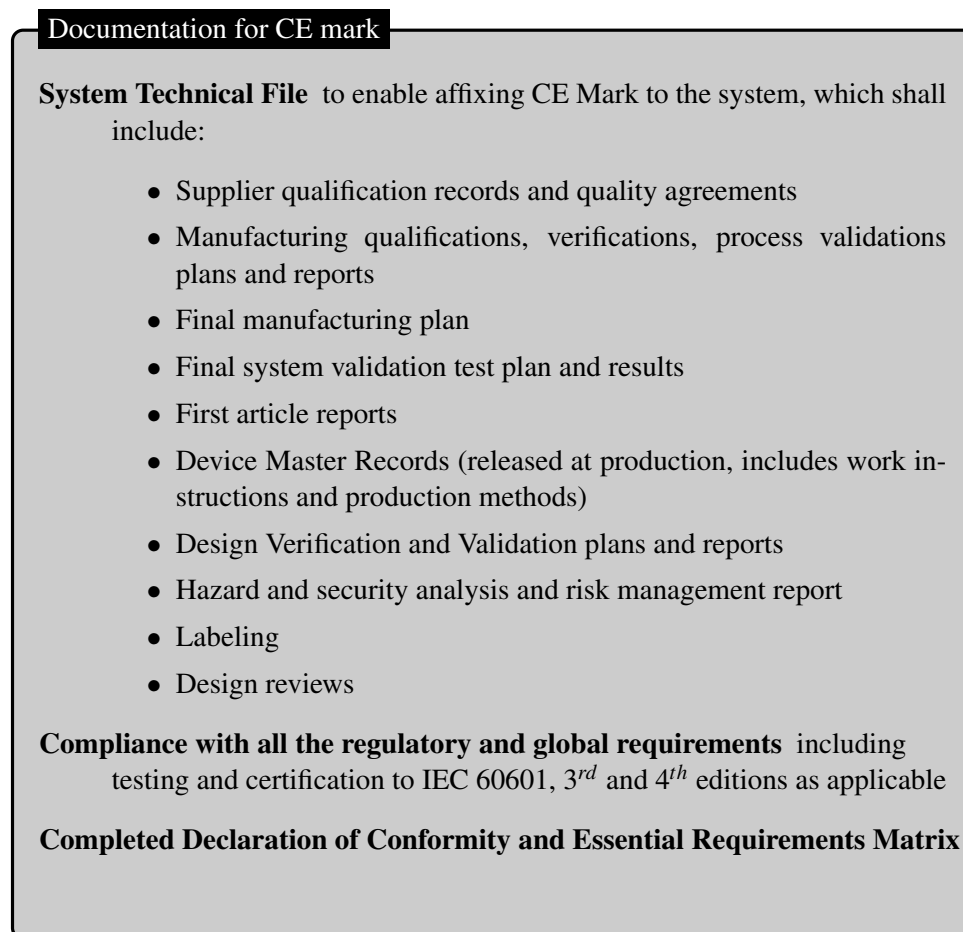 Documentation for CE mark
System Technical File to enable affixing CE Mark to the system, which shall
include:
• Supplier qualification records and quality agreements
• Manufacturing qualifications, verifications, process validations
plans and reports
• Final manufacturing plan
• Final system validation test plan and results
• First article reports
• Device Master Records (released at production, includes work in-
structions and production methods)
• Design Verification and Validation plans and reports
• Hazard and security analysis and risk management report
• Labeling
• Design reviews
Compliance with all the regulatory and global requirements including
testing and certification to IEC 60601, 3rd and 4th editions as applicable
Completed Declaration of Conformity and Essential Requirements Matrix